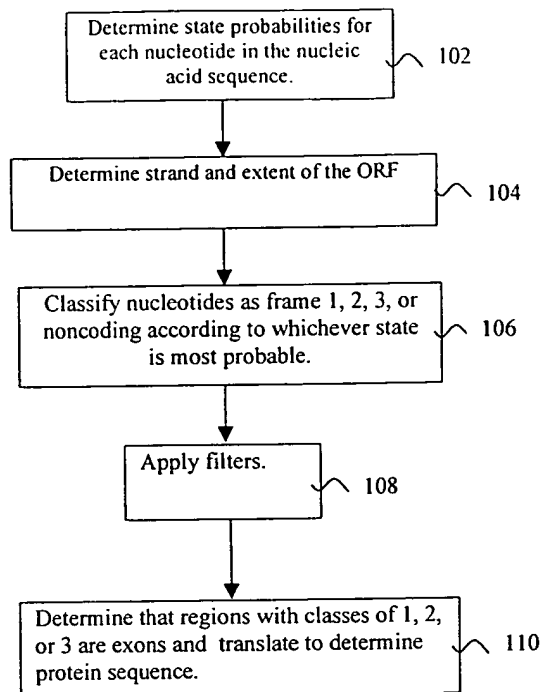 Determine state probabilities for
each nucleotide in the nucleic
acid sequence.
102
Determine strand and extent of the ORF
104
Classify nucleotides as frame 1, 2, 3, or
noncoding according to whichever state
is most probable.
106
Apply filters.
108
Determine that regions with classes of 1, 2,
or 3 are exons and translate to determine
protein sequence.
110